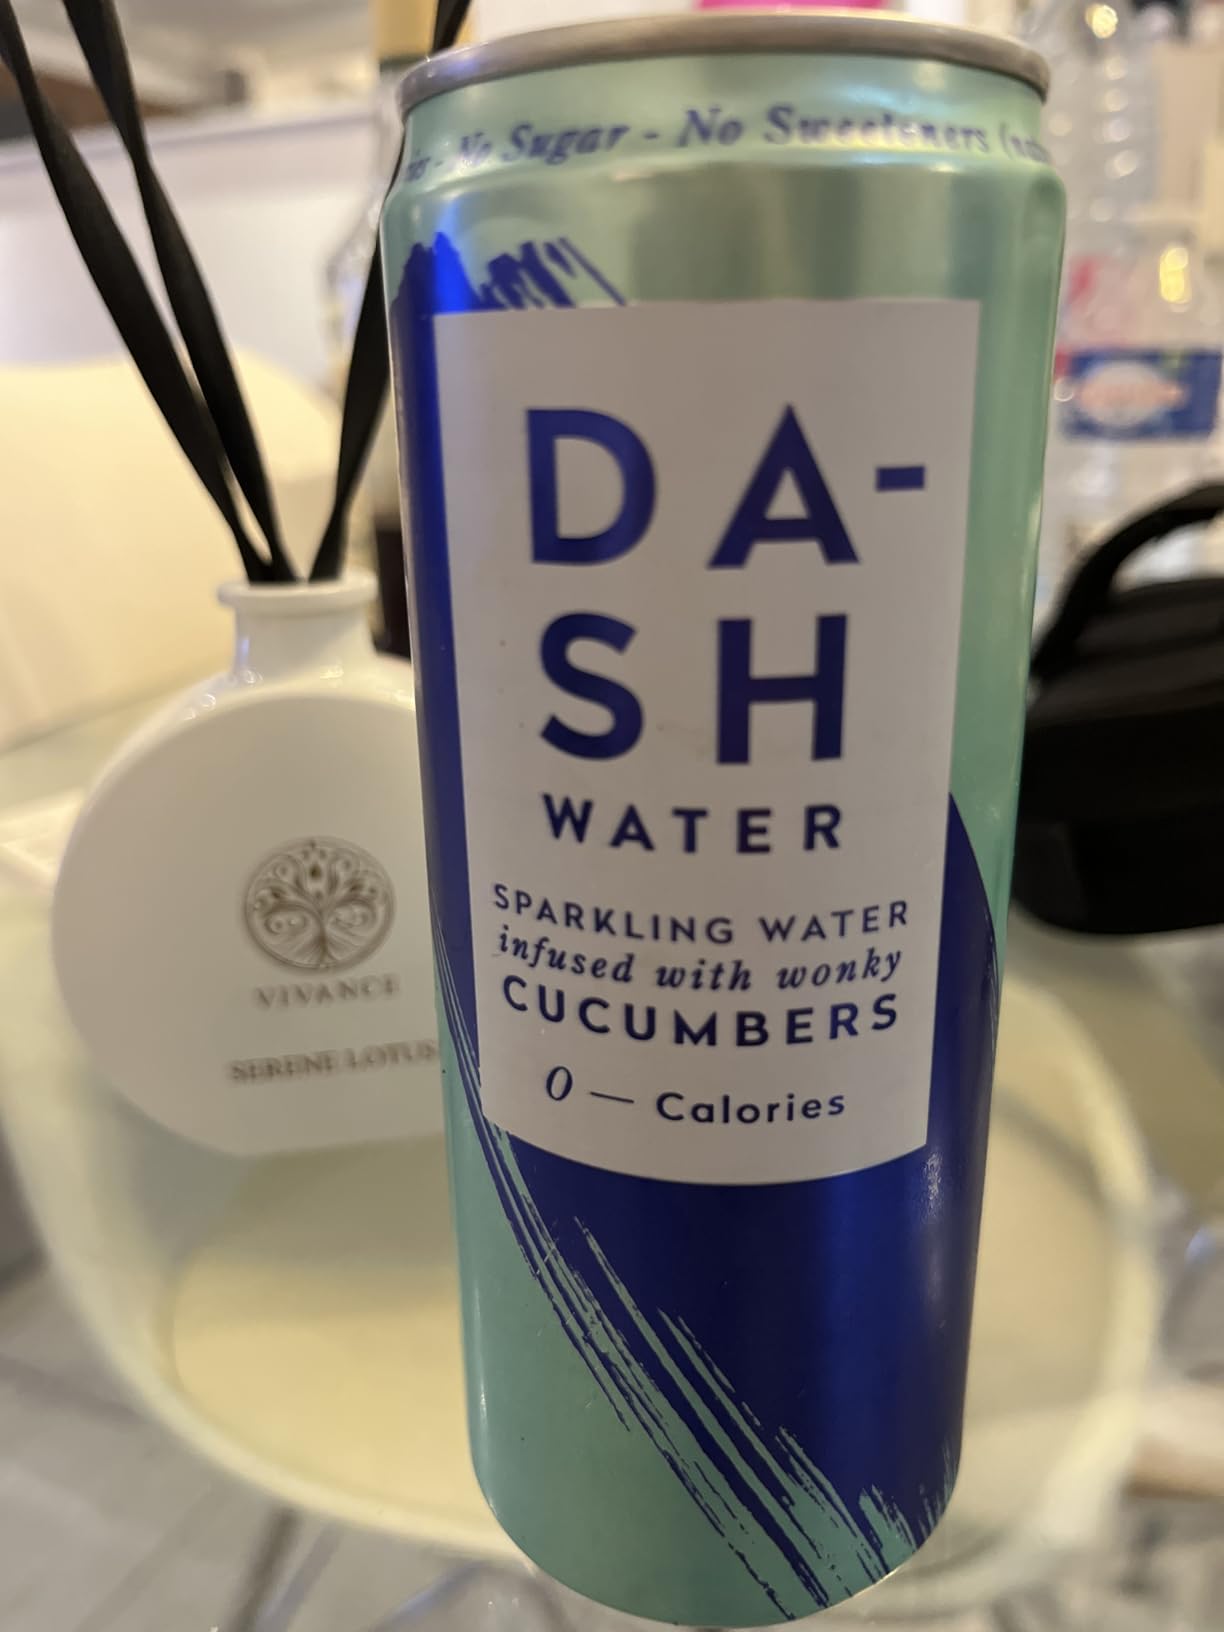 No Sugar - No Sweeteners
DA-
SH
WATER
SPARKLING WATER
infused with wonky
CUCUMBERS
0 — Calories
VIVANCE
SERENE LOTUS